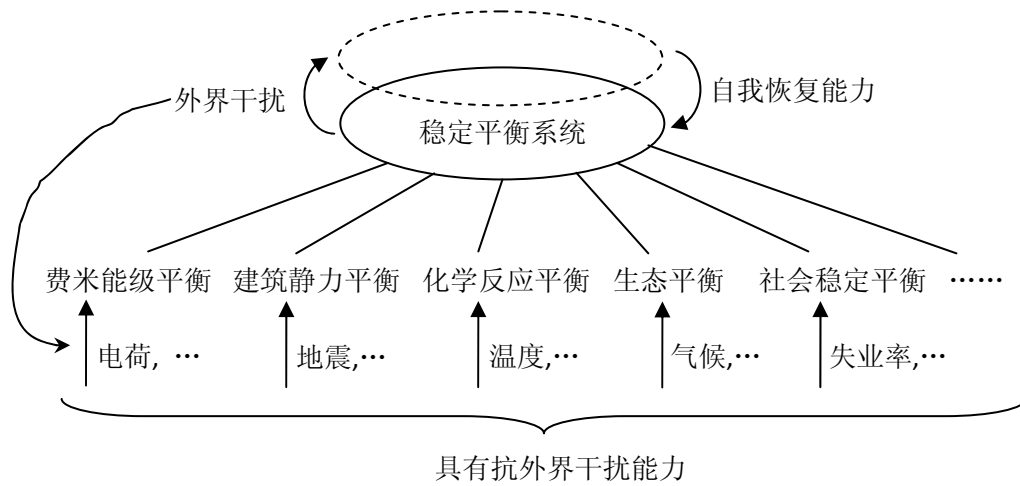 外界干扰
自我恢复能力
稳定平衡系统
费米能级平衡 建筑静力平衡 化学反应平衡 生态平衡 社会稳定平衡 ……
电荷, … 地震,… 温度,… 气候,… 失业率,…
具有抗外界干扰能力